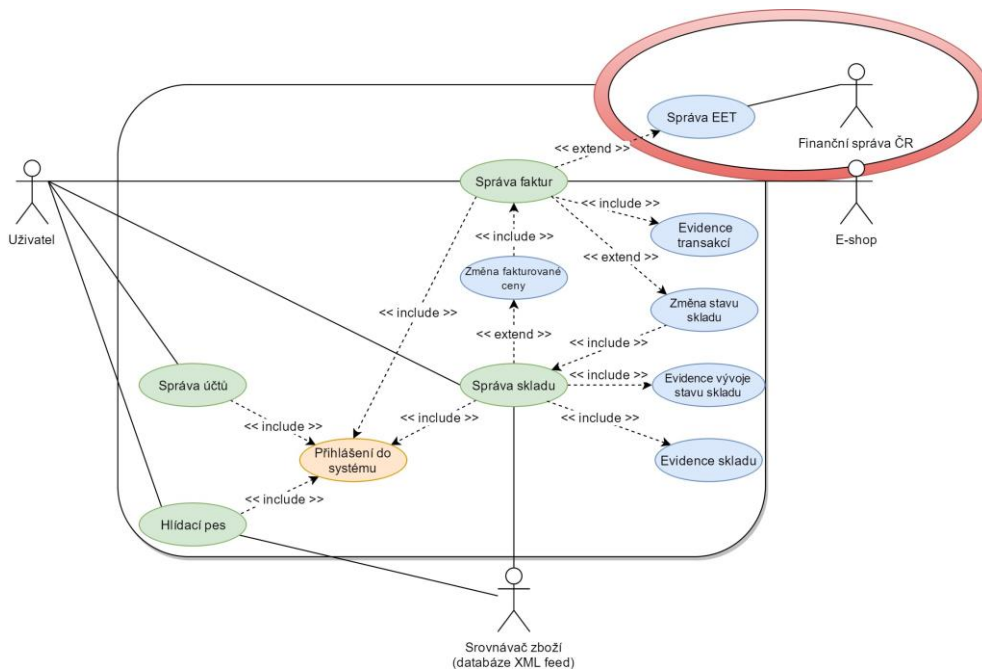 Správa EET
Finanční správa ČR
<< extend >>
Uživatel
Správa faktur
E-shop
<< include >>
Evidence
transakcí
<< include >>
<< extend >>
Změna fakturované
ceny
Změna stavu
skladu
<< include >>
<< extend >>
<< include >>
Správa účtů
Správa skladu
<< include >>
Evidence vývoje
stavu skladu
<< include >>
<< include >>
<< include >>
Přihlášení do
systému
Evidence skladu
<< include >>
Hlídací pes
Srovnávač zboží
(databáze XML feed)